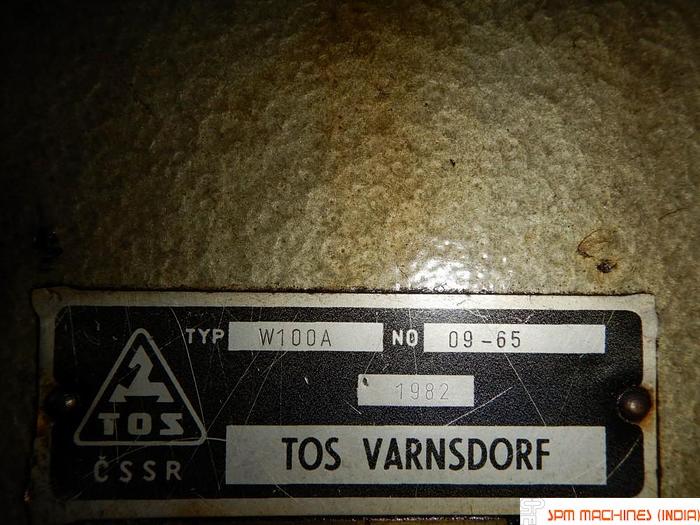 TYP W100A NO 09-65
1982
TOS
ČSSR
TOS VARNSDORF
SPM MACHINES (INDIA)